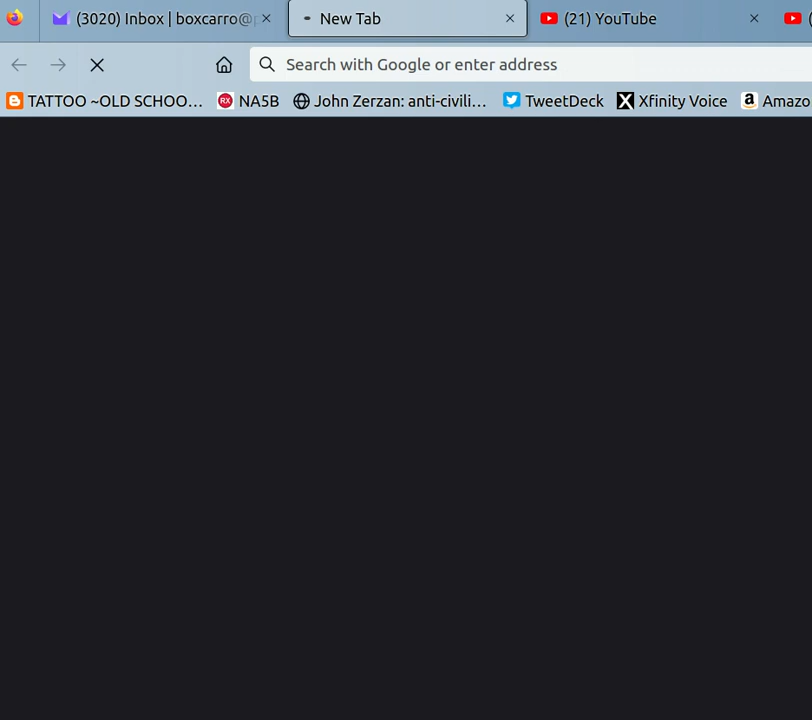 (3020) Inbox | boxcarro@p
New Tab
(21) YouTube
(
Search with Google or enter address
TATTOO ~OLD SCHOO...
RX
NA5B
John Zerzan: anti-civili...
TweetDeck
X
Xfinity Voice
a
Amazo